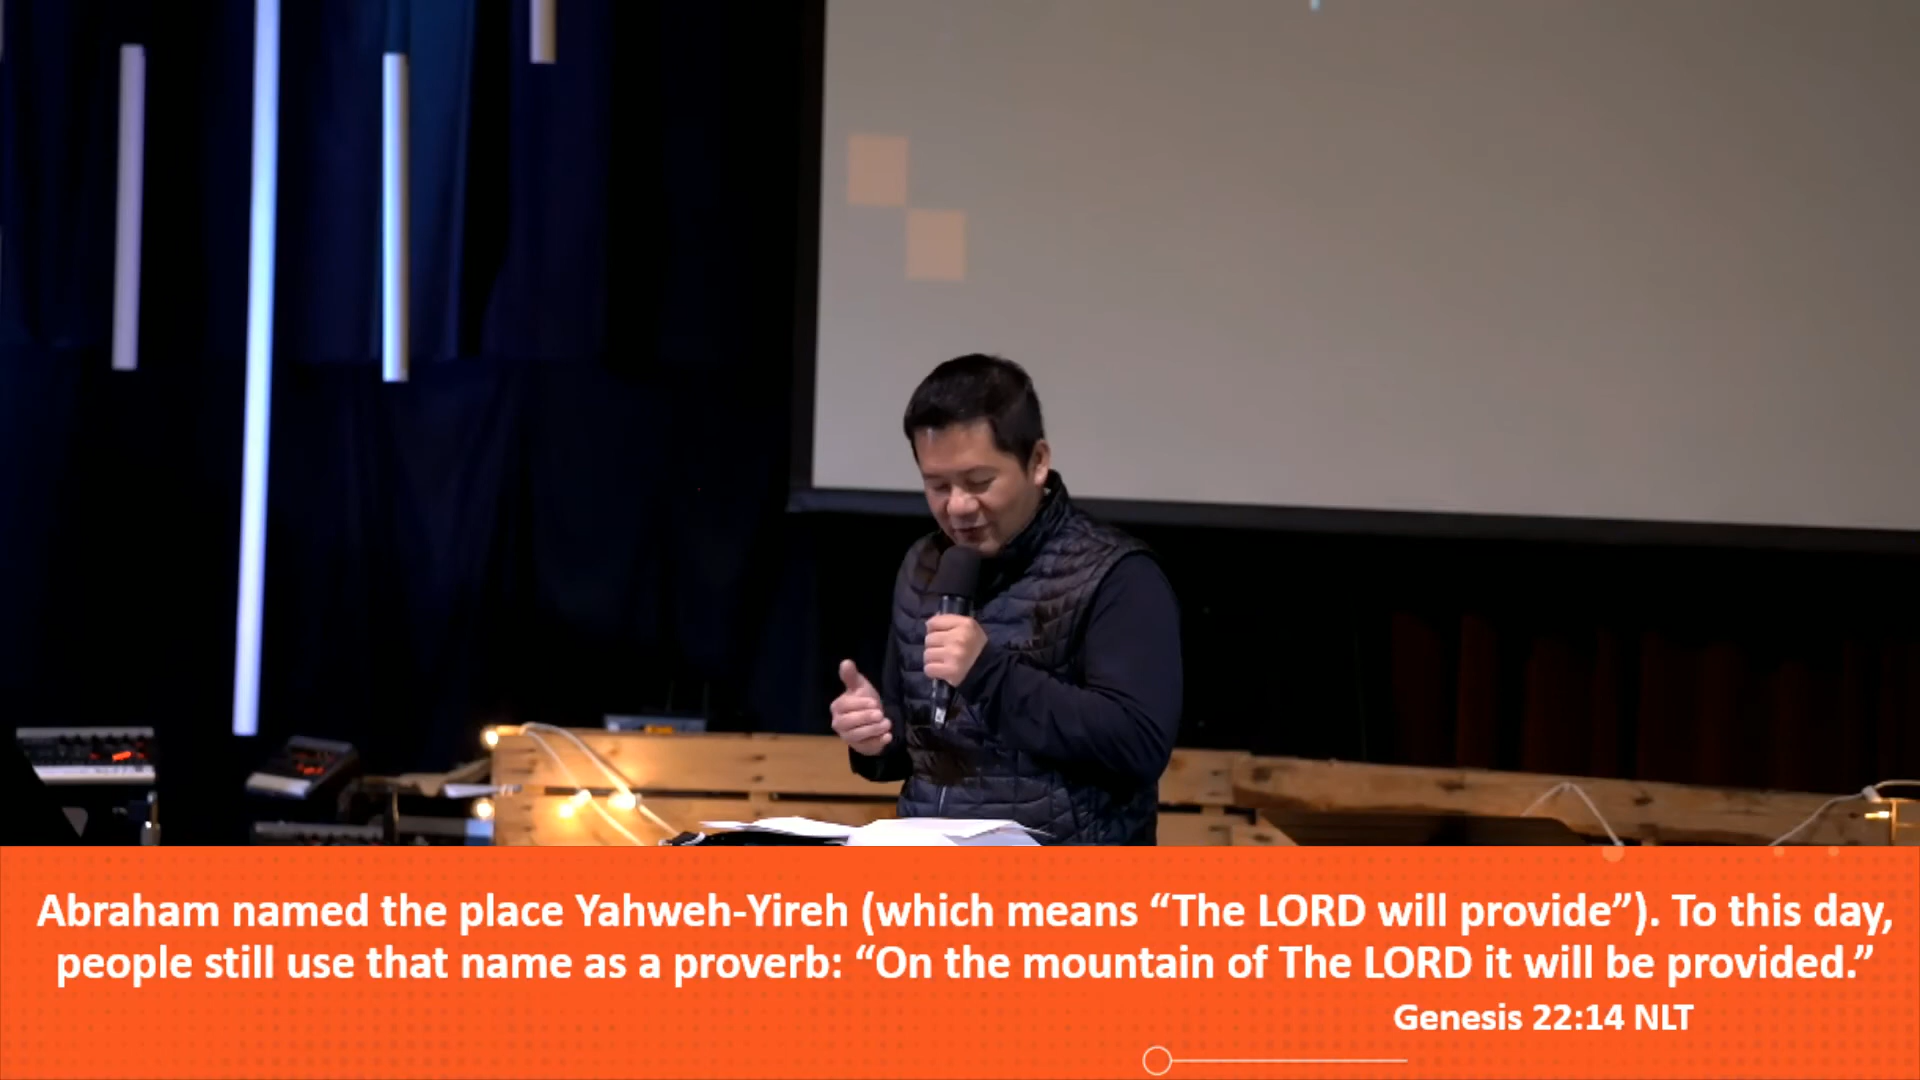 Abraham named the place Yahweh-Yireh (which means “The LORD will provide”). To this day,
people still use that name as a proverb: “On the mountain of The LORD it will be provided.”
Genesis 22:14 NLT